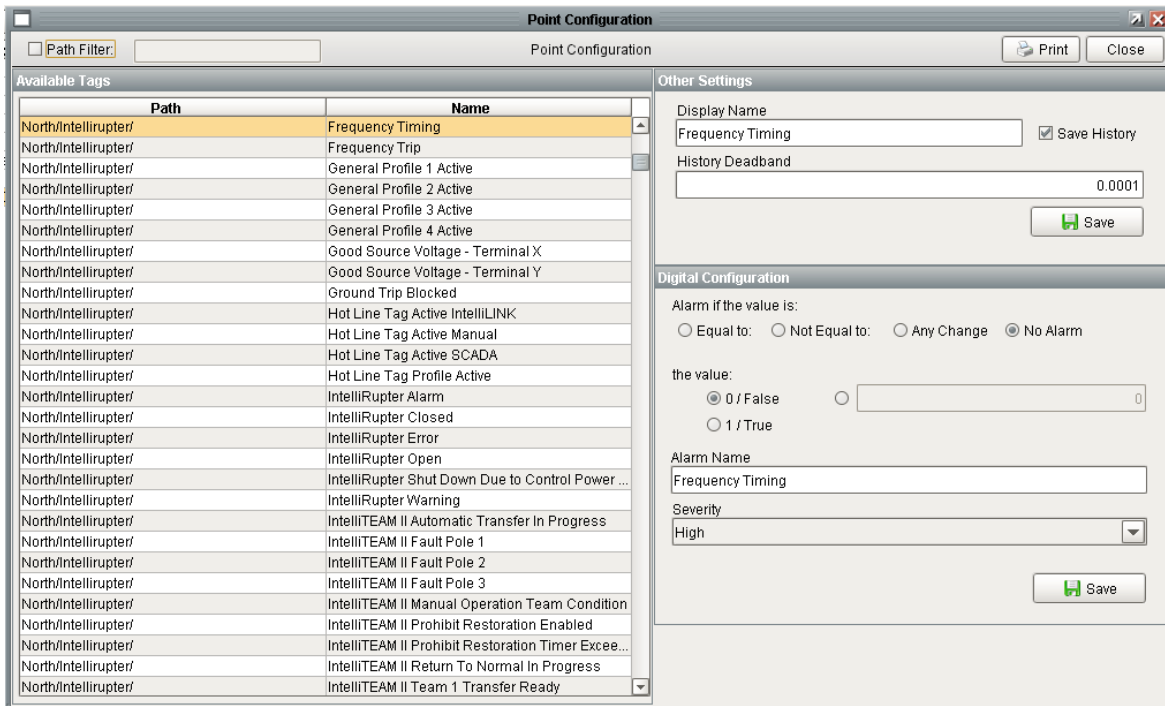 Point Configuration
Path Filter:
Point Configuration
Print
Close
Available Tags
Path Name
North/Intellirupter/ Frequency Timing
North/Intellirupter/ Frequency Trip
North/Intellirupter/ General Profile 1 Active
North/Intellirupter/ General Profile 2 Active
North/Intellirupter/ General Profile 3 Active
North/Intellirupter/ General Profile 4 Active
North/Intellirupter/ Good Source Voltage - Terminal X
North/Intellirupter/ Good Source Voltage - Terminal Y
North/Intellirupter/ Ground Trip Blocked
North/Intellirupter/ Hot Line Tag Active IntelliLINK
North/Intellirupter/ Hot Line Tag Active Manual
North/Intellirupter/ Hot Line Tag Active SCADA
North/Intellirupter/ Hot Line Tag Profile Active
North/Intellirupter/ IntelliRupter Alarm
North/Intellirupter/ IntelliRupter Closed
North/Intellirupter/ IntelliRupter Error
North/Intellirupter/ IntelliRupter Open
North/Intellirupter/ IntelliRupter Shut Down Due to Control Power ...
North/Intellirupter/ IntelliRupter Warning
North/Intellirupter/ IntelliTEAM II Automatic Transfer In Progress
North/Intellirupter/ IntelliTEAM II Fault Pole 1
North/Intellirupter/ IntelliTEAM II Fault Pole 2
North/Intellirupter/ IntelliTEAM II Fault Pole 3
North/Intellirupter/ IntelliTEAM II Manual Operation Team Condition
North/Intellirupter/ IntelliTEAM II Prohibit Restoration Enabled
North/Intellirupter/ IntelliTEAM II Prohibit Restoration Timer Excee...
North/Intellirupter/ IntelliTEAM II Return To Normal In Progress
North/Intellirupter/ IntelliTEAM II Team 1 Transfer Ready
Other Settings
Display Name
Frequency Timing
Save History
History Deadband
0.0001
Save
Digital Configuration
Alarm if the value is:
Equal to: Not Equal to: Any Change No Alarm
the value:
0 / False 0
1 / True
Alarm Name
Frequency Timing
Severity
High
Save